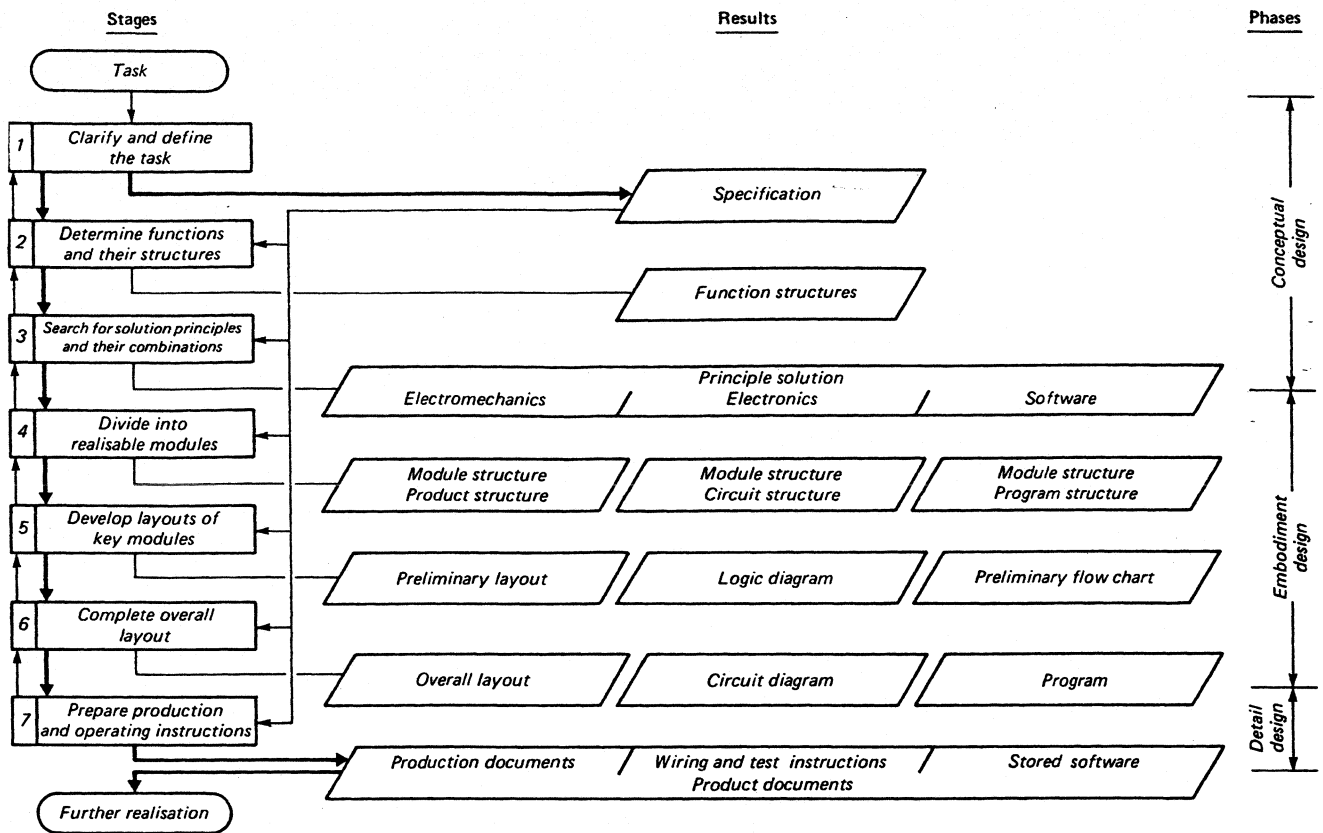 Stages
Results
Phases
Task
1
Clarify and define
the task
Specification
2
Determine functions
and their structures
Function structures
3
Search for solution principles
and their combinations
Principle solution
Electromechanics / Electronics / Software
4
Divide into
realisable modules
Module structure
Product structure
Module structure
Circuit structure
Module structure
Program structure
5
Develop layouts of
key modules
Preliminary layout
Logic diagram
Preliminary flow chart
6
Complete overall
layout
Overall layout
Circuit diagram
Program
7
Prepare production
and operating instructions
Production documents / Wiring and test instructions / Stored software
Product documents
Further realisation
Conceptual
design
Embodiment
design
Detail
design